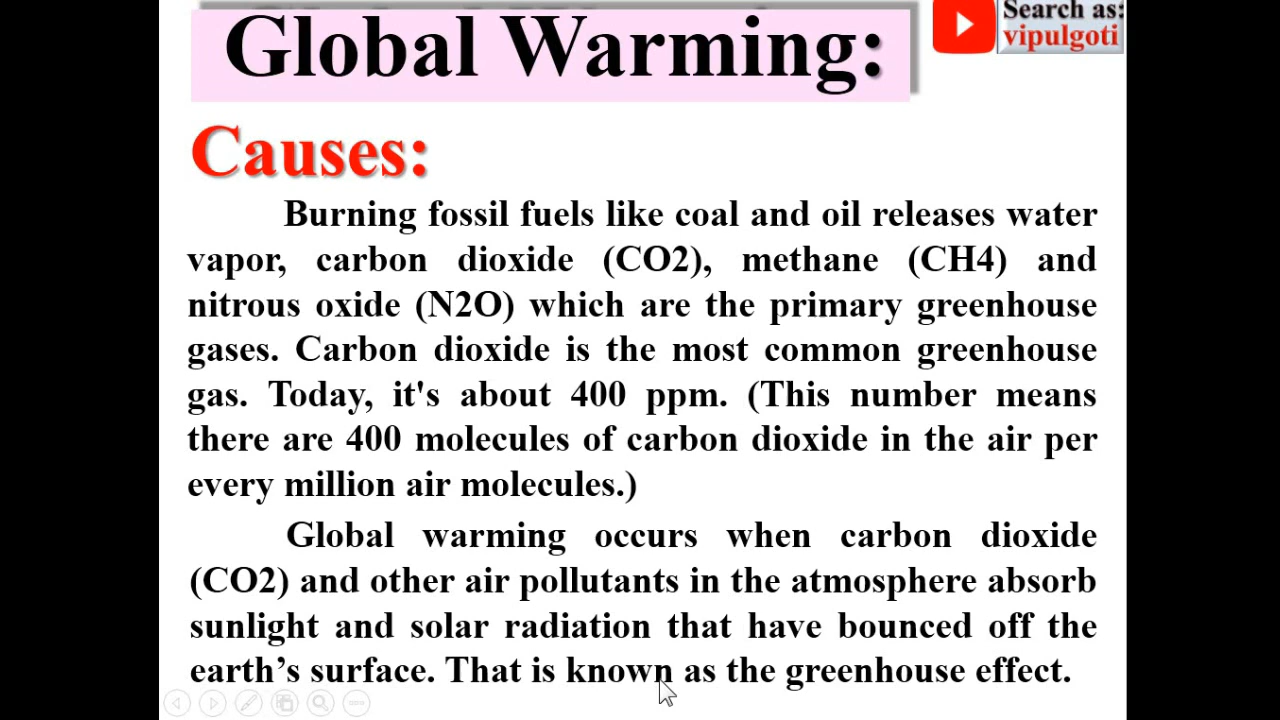 Global Warming:
Search as:
vipulgoti
Causes:
Burning fossil fuels like coal and oil releases water
vapor, carbon dioxide (CO2), methane (CH4) and
nitrous oxide (N2O) which are the primary greenhouse
gases. Carbon dioxide is the most common greenhouse
gas. Today, it's about 400 ppm. (This number means
there are 400 molecules of carbon dioxide in the air per
every million air molecules.)
Global warming occurs when carbon dioxide
(CO2) and other air pollutants in the atmosphere absorb
sunlight and solar radiation that have bounced off the
earth’s surface. That is known as the greenhouse effect.